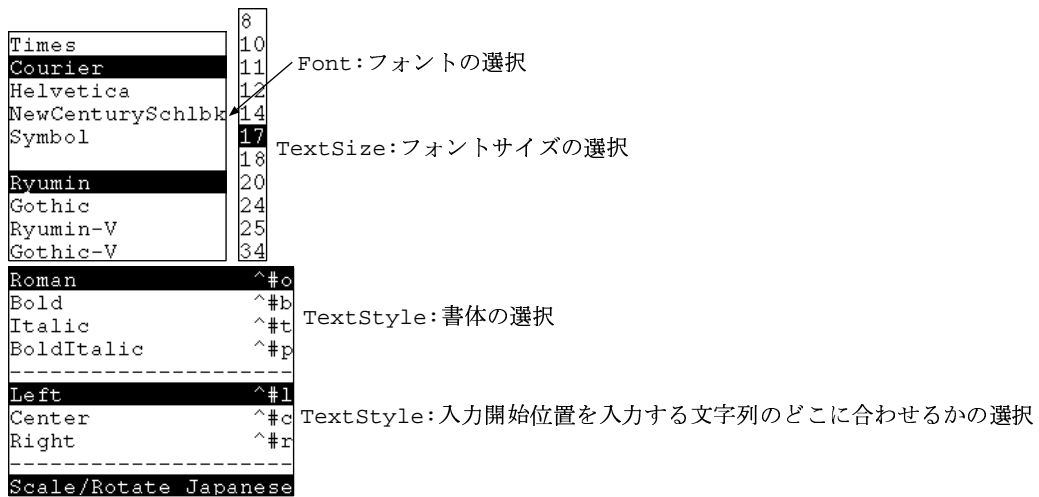 Times
Courier
Helvetica
NewCenturySchlbk
Symbol
Ryumin
Gothic
Ryumin-V
Gothic-V
8
10
11
12
14
17
18
20
24
25
34
Font:フォントの選択
TextSize:フォントサイズの選択
Roman ^#o
Bold ^#b
Italic ^#t
BoldItalic ^#p
----------------------
Left ^#l
Center ^#c
Right ^#r
----------------------
Scale/Rotate Japanese
TextStyle:書体の選択
TextStyle:入力開始位置を入力する文字列のどこに合わせるかの選択